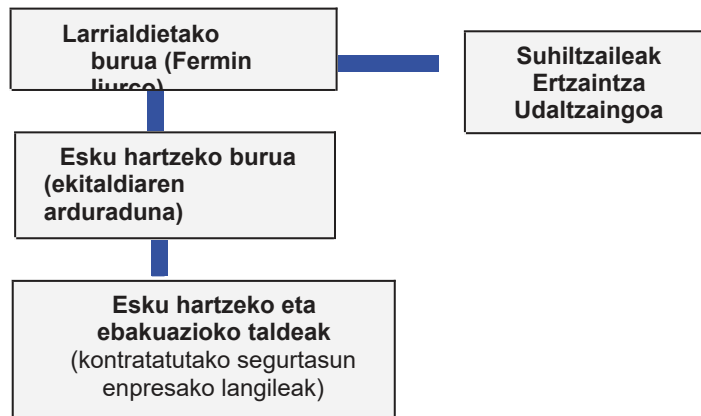 Larrialdietako
burua (Fermin
Suhiltzaileak
Ertzaintza
Udaltzaingoa
Esku hartzeko burua
(ekitaldiaren
arduraduna)
Esku hartzeko eta
ebakuazioko taldeak
(kontratatutako segurtasun
enpresako langileak)